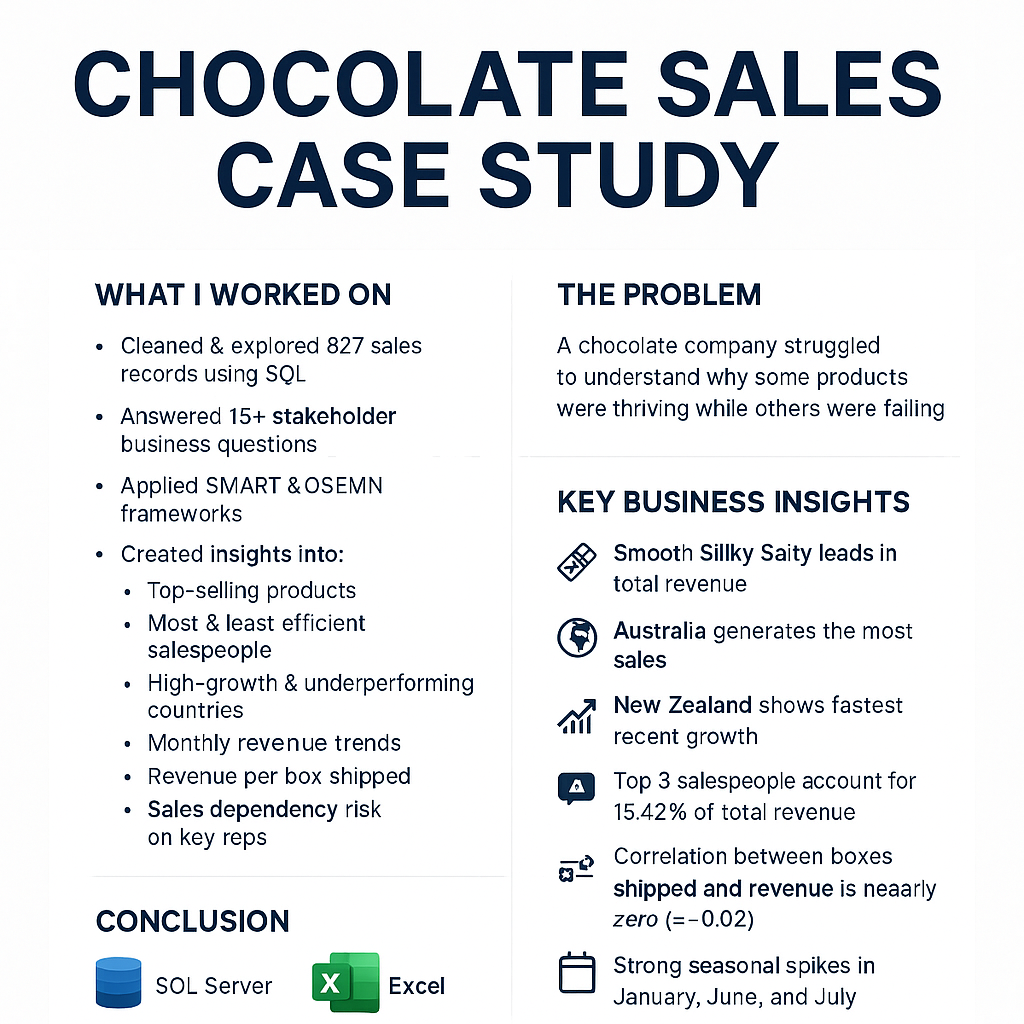 CHOCOLATE SALES
CASE STUDY
WHAT I WORKED ON
• Cleaned & explored 827 sales
records using SQL
• Answered 15+ stakeholder
business questions
• Applied SMART & OSEMN
frameworks
• Created insights into:
• Top-selling products
• Most & least efficient
salespeople
• High-growth & underperforming
countries
• Monthly revenue trends
• Revenue per box shipped
• Sales dependency risk
on key reps
CONCLUSION
SOL Server
X
Excel
THE PROBLEM
A chocolate company struggled
to understand why some products
were thriving while others were failing
KEY BUSINESS INSIGHTS
Smooth Sillky Saity leads in
total revenue
Australia generates the most
sales
New Zealand shows fastest
recent growth
Top 3 salespeople account for
15.42% of total revenue
Correlation between boxes
shipped and revenue is neaarly
zero (=−0.02)
Strong seasonal spikes in
January, June, and July